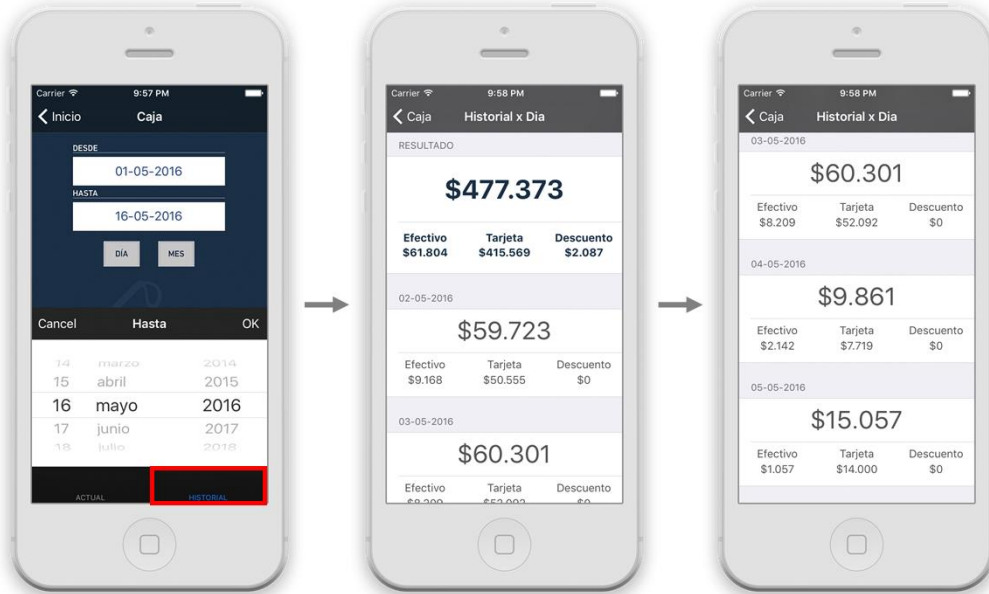 Carrier 9:57 PM
Inicio Caja
DESDE
01-05-2016
HASTA
16-05-2016
DÍA MES
Cancel Hasta OK
14 marzo 2014
15 abril 2015
16 mayo 2016
17 junio 2017
18 julio 2018
ACTUAL HISTORIAL
Carrier 9:58 PM
Caja Historial x Dia
RESULTADO
$477.373
Efectivo Tarjeta Descuento
$61.804 $415.569 $2.087
02-05-2016
$59.723
Efectivo Tarjeta Descuento
$9.168 $50.555 $0
03-05-2016
$60.301
Efectivo Tarjeta Descuento
$8.209 $52.092 $0
Carrier 9:58 PM
Caja Historial x Dia
03-05-2016
$60.301
Efectivo Tarjeta Descuento
$8.209 $52.092 $0
04-05-2016
$9.861
Efectivo Tarjeta Descuento
$2.142 $7.719 $0
05-05-2016
$15.057
Efectivo Tarjeta Descuento
$1.057 $14.000 $0